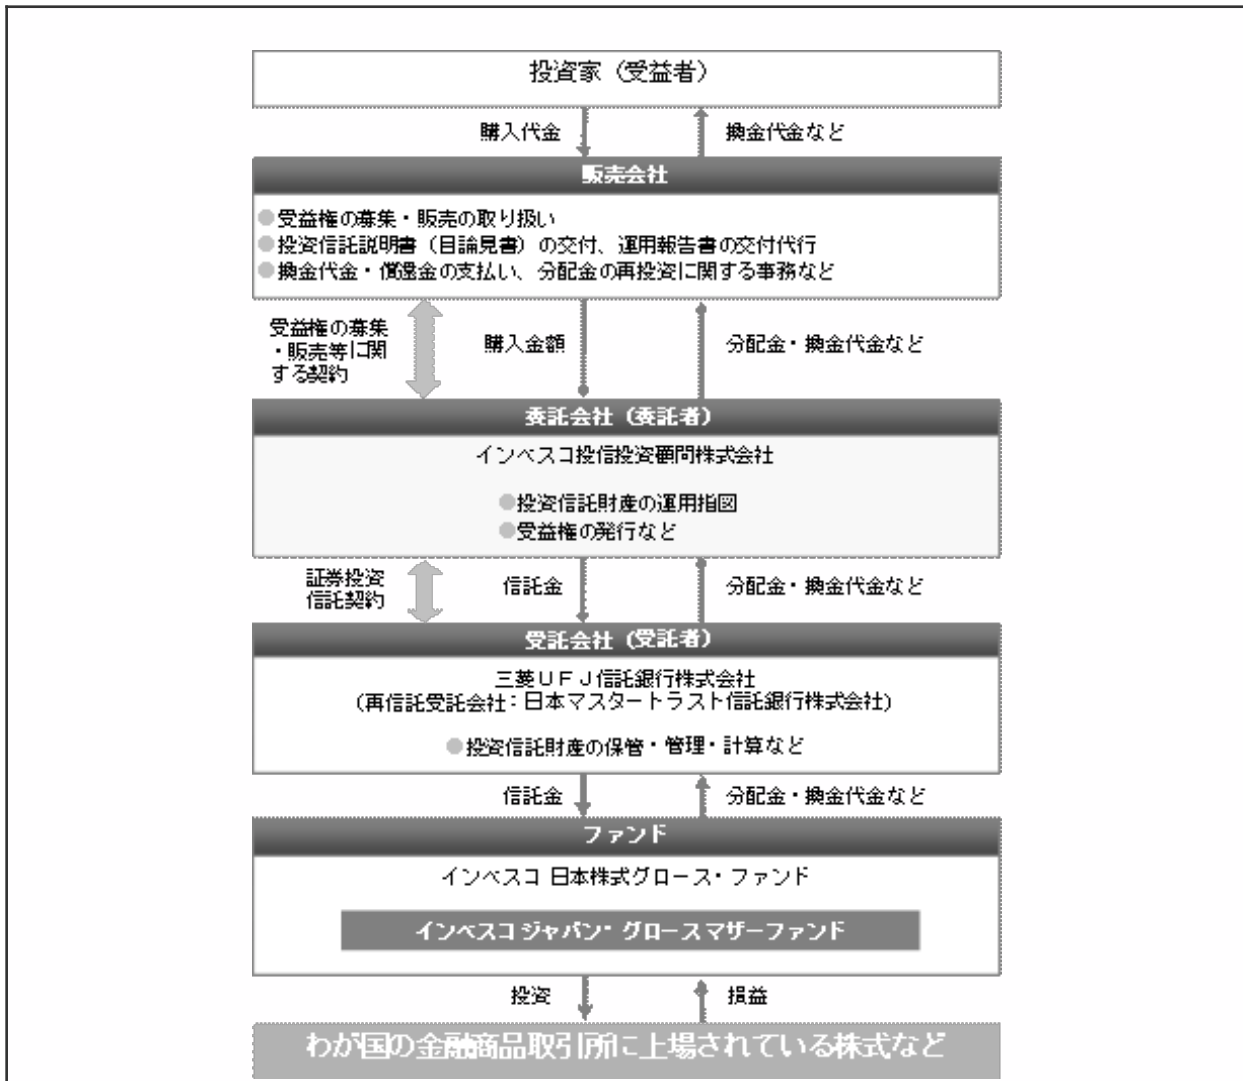 投資家（受益者）
購入代金
換金代金など
販売会社
●受益権の募集・販売の取り扱い
●投資信託説明書（目論見書）の交付、運用報告書の交付代行
●換金代金・償還金の支払い、分配金の再投資に関する事務など
受益権の募集
・販売等に関
する契約
購入金額
分配金・換金代金など
委託会社（委託者）
インベスコ投信投資顧問株式会社
●投資信託財産の運用指図
●受益権の発行など
証券投資
信託契約
信託金
分配金・換金代金など
受託会社（受託者）
三菱ＵＦＪ信託銀行株式会社
（再信託受託会社：日本マスタートラスト信託銀行株式会社）
●投資信託財産の保管・管理・計算など
信託金
分配金・換金代金など
ファンド
インベスコ 日本株式グロース・ファンド
インベスコ ジャパン・グロース マザーファンド
投資
損益
わが国の金融商品取引所に上場されている株式など